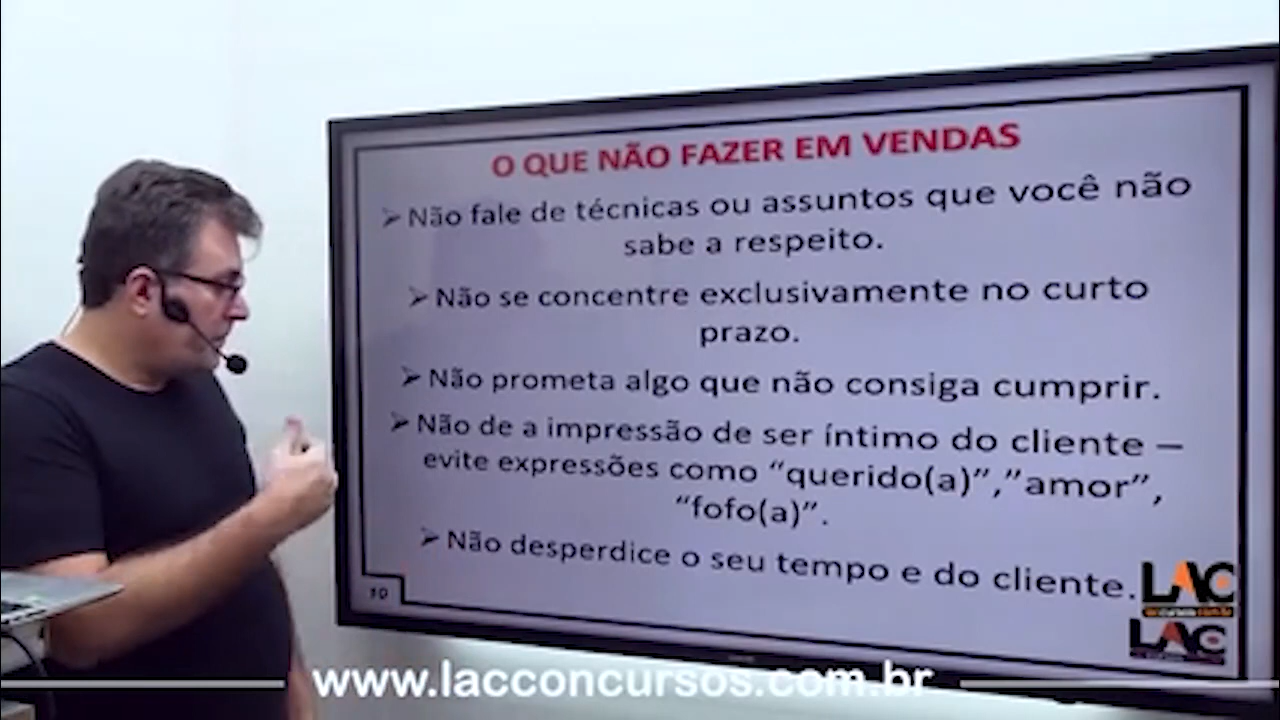 O QUE NÃO FAZER EM VENDAS
➢ Não fale de técnicas ou assuntos que você não
sabe a respeito.
➢ Não se concentre exclusivamente no curto
prazo.
➢ Não prometa algo que não consiga cumprir.
➢ Não de a impressão de ser íntimo do cliente –
evite expressões como “querido(a)”,”amor”,
“fofo(a)”.
➢ Não desperdice o seu tempo e do cliente.
10
LAC
LAC
www.lacconcursos.com.br